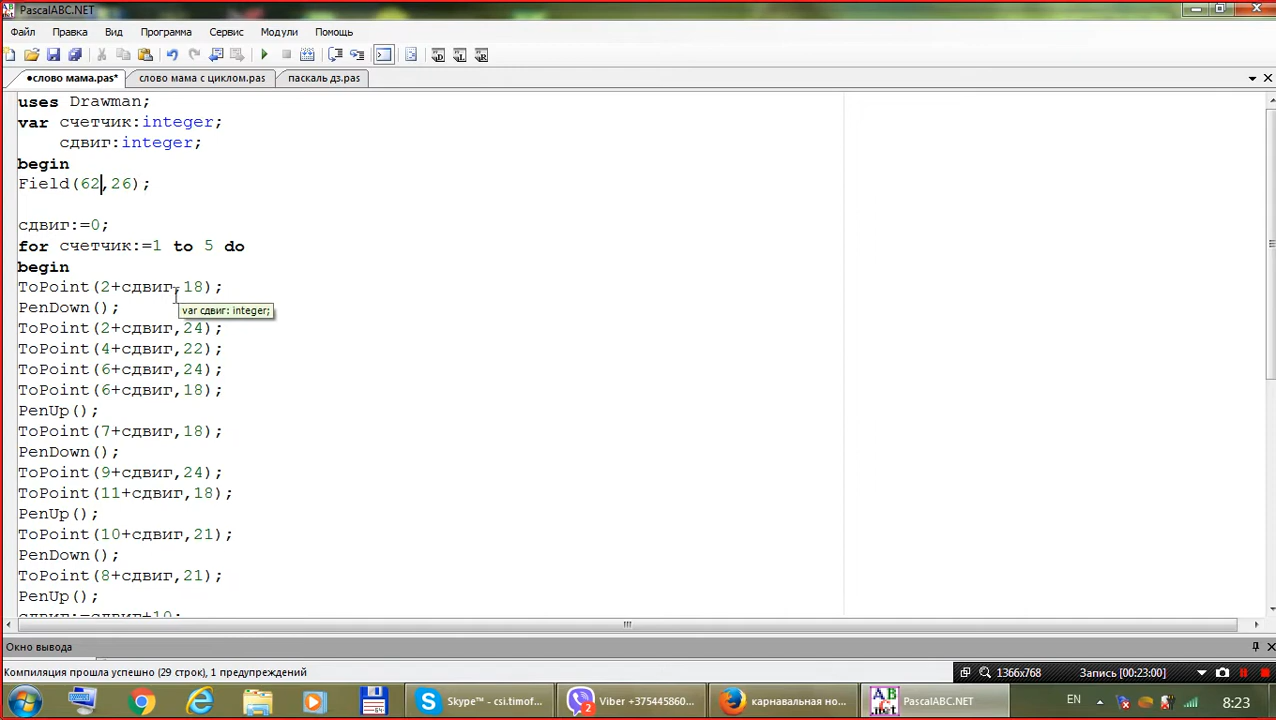 PascalABC.NET
Файл Правка Вид Программа Сервис Модули Помощь
•слово мама.pas* слово мама с циклом.pas паскаль дз.pas
uses Drawman;
var счетчик:integer;
сдвиг:integer;
begin
Field(62,26);
сдвиг:=0;
for счетчик:=1 to 5 do
begin
ToPoint(2+сдвиг,18);
PenDown();
var сдвиг: integer;
ToPoint(2+сдвиг,24);
ToPoint(4+сдвиг,22);
ToPoint(6+сдвиг,24);
ToPoint(6+сдвиг,18);
PenUp();
ToPoint(7+сдвиг,18);
PenDown();
ToPoint(9+сдвиг,24);
ToPoint(11+сдвиг,18);
PenUp();
ToPoint(10+сдвиг,21);
PenDown();
ToPoint(8+сдвиг,21);
PenUp();
сдвиг:=сдвиг+10;
Окно вывода
Компиляция прошла успешно (29 строк), 1 предупреждений
1366x768 Запись [00:23:00]
Skype™ - csi.timof... Viber +375445860... карнавальная но... PascalABC.NET EN 8:23